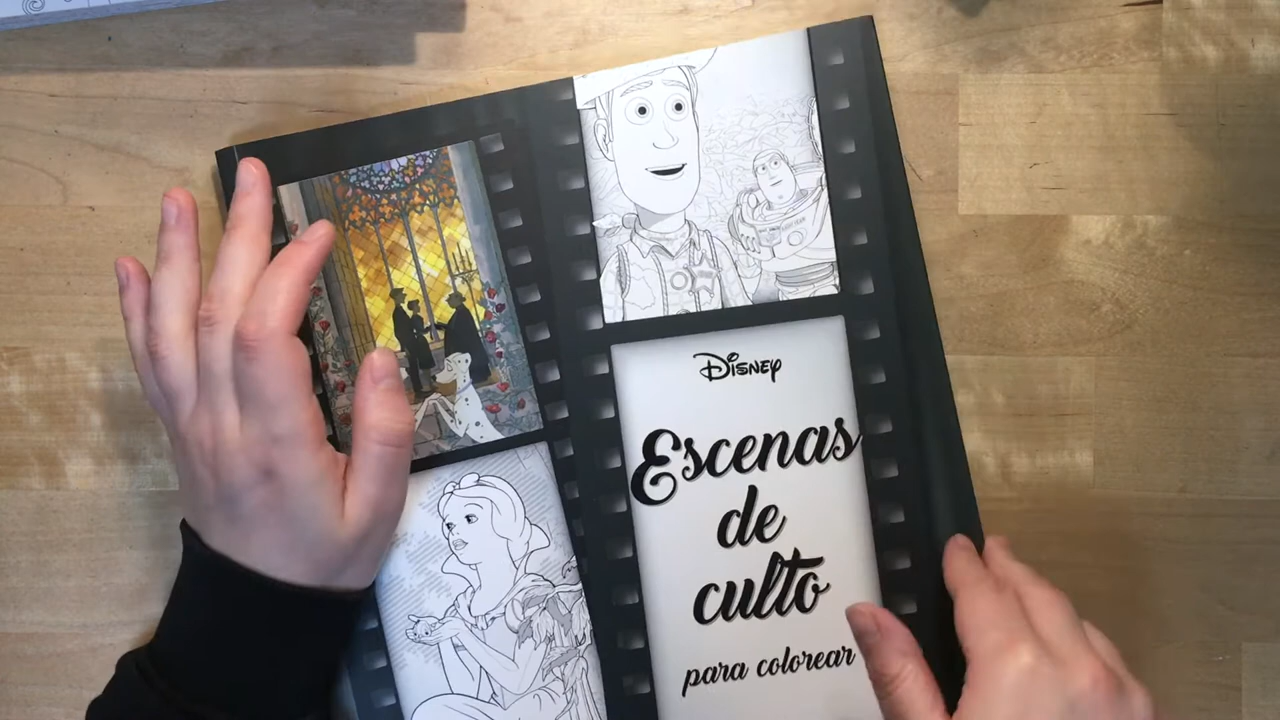 Disney
Escenas
de
culto
para colorear